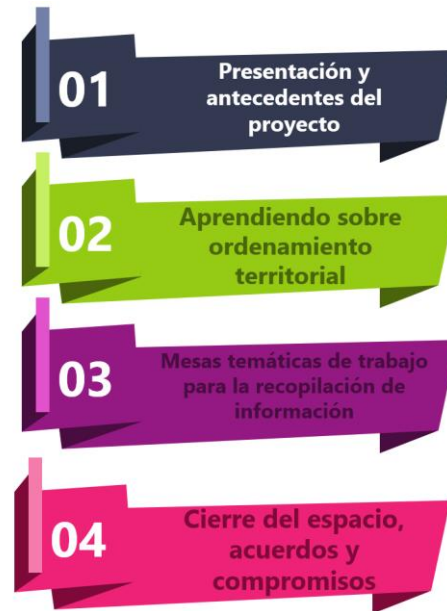 01
Presentación y
antecedentes del
proyecto
02
Aprendiendo sobre
ordenamiento
territorial
03
Mesas temáticas de trabajo
para la recopilación de
información
04
Cierre del espacio,
acuerdos y
compromisos